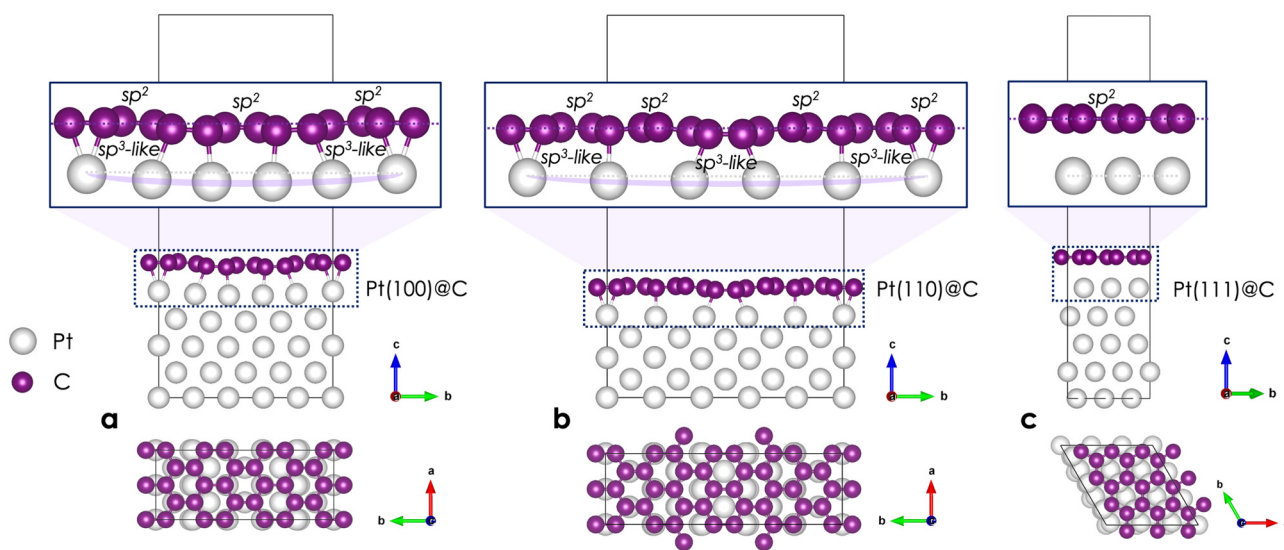 sp2 sp2 sp2
sp3-like sp3-like
Pt(100)@C
sp2 sp2 sp2 sp2
sp3-like sp3-like sp3-like
Pt(110)@C
sp2
Pt(111)@C
Pt
C
c
a b
c
a b
c
a b
a
a
b c
b
a
b c
c
b
c